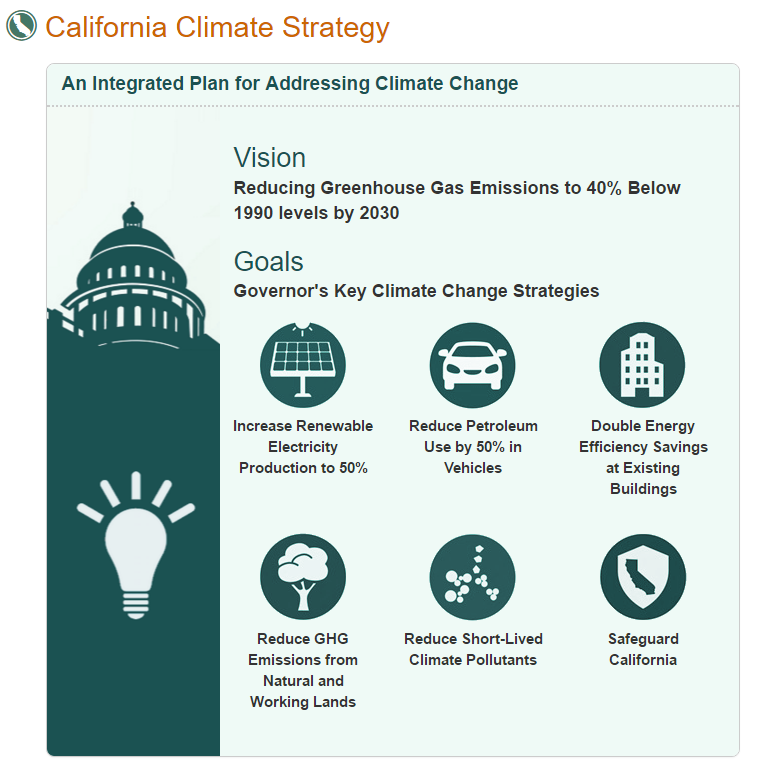 California Climate Strategy
An Integrated Plan for Addressing Climate Change
Vision
Reducing Greenhouse Gas Emissions to 40% Below
1990 levels by 2030
Goals
Governor's Key Climate Change Strategies
Increase Renewable
Electricity
Production to 50%
Reduce Petroleum
Use by 50% in
Vehicles
Double Energy
Efficiency Savings
at Existing
Buildings
Reduce GHG
Emissions from
Natural and
Working Lands
Reduce Short-Lived
Climate Pollutants
Safeguard
California